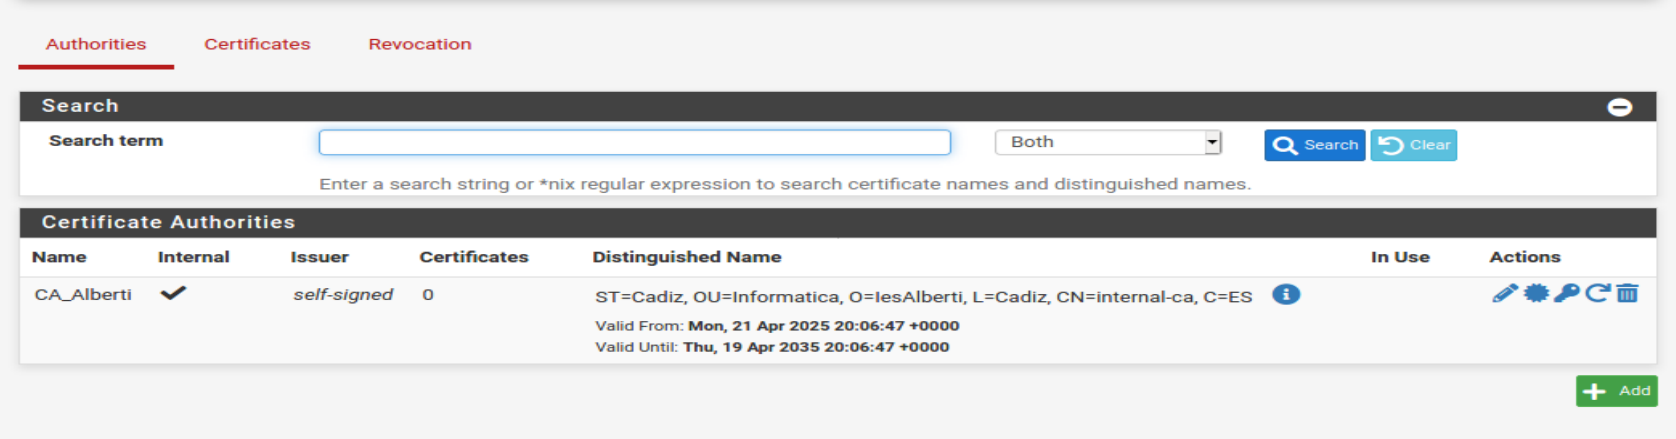 Authorities Certificates Revocation
Search
Search term Both Search Clear
Enter a search string or *nix regular expression to search certificate names and distinguished names.
Certificate Authorities
Name Internal Issuer Certificates Distinguished Name In Use Actions
CA_Alberti self-signed 0 ST=Cadiz, OU=Informatica, O=IesAlberti, L=Cadiz, CN=internal-ca, C=ES
Valid From: Mon, 21 Apr 2025 20:06:47 +0000
Valid Until: Thu, 19 Apr 2035 20:06:47 +0000
Add